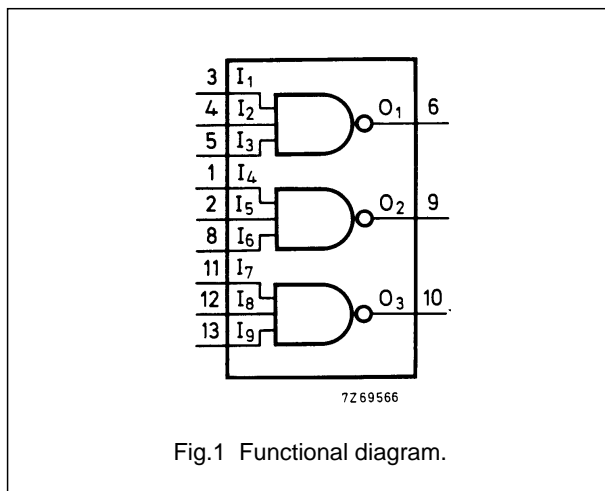 3 I1
4 I2 O1 6
5 I3
1 I4
2 I5 O2 9
8 I6
11 I7
12 I8 O3 10
13 I9
7Z69566
Fig.1 Functional diagram.